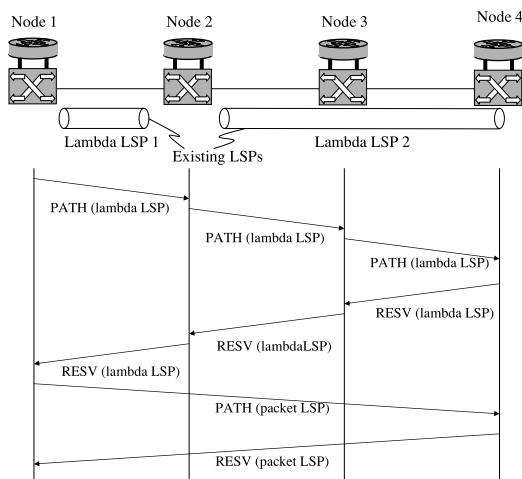 Node 1
Node 2
Node 3
Node 4
Lambda LSP 1
Lambda LSP 2
Existing LSPs
PATH (lambda LSP)
PATH (lambda LSP)
PATH (lambda LSP)
RESV (lambda LSP)
RESV (lambdaLSP)
RESV (lambda LSP)
PATH (packet LSP)
RESV (packet LSP)